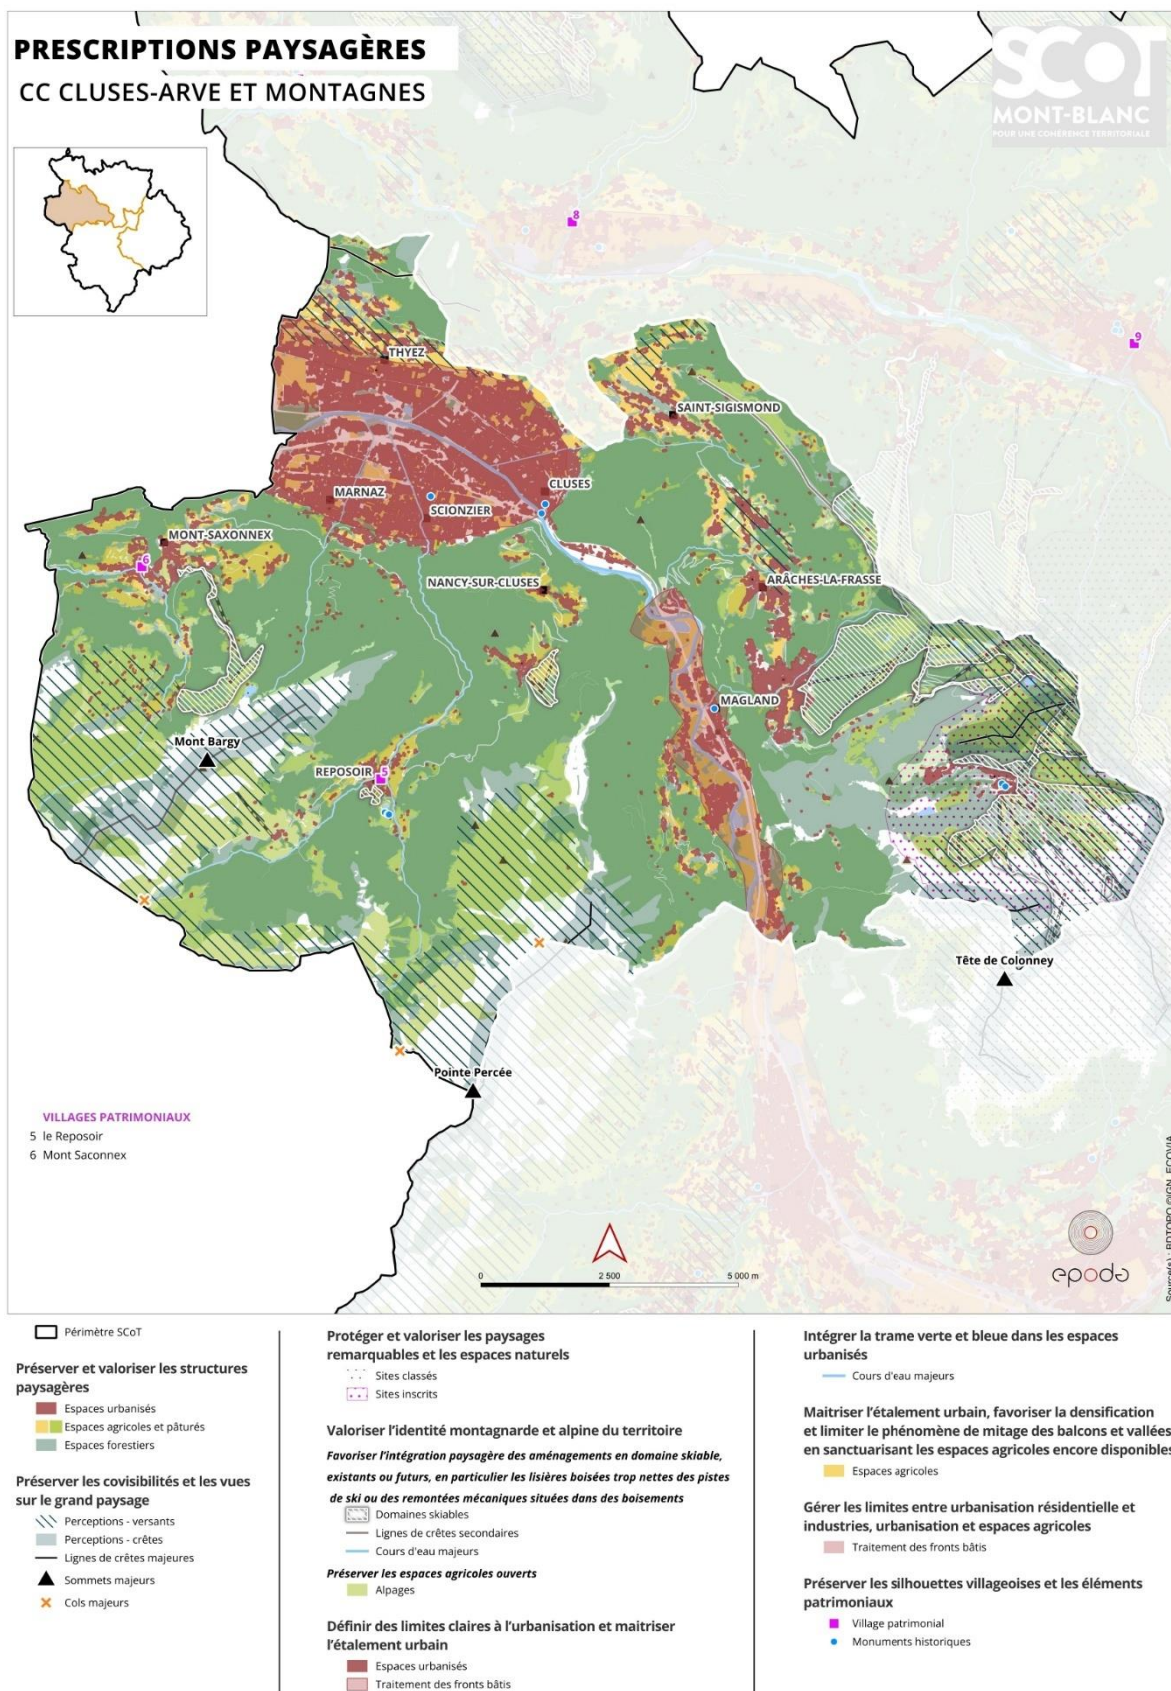 PRESCRIPTIONS PAYSAGÈRES
CC CLUSES-ARVE ET MONTAGNES
SCOT
MONT-BLANC
POUR UNE COHÉRENCE TERRITORIALE
8
9
THYEZ
SAINT-SIGISMOND
CLUSES
MARNAZ
SCIONZIER
MONT-SAXONNEX
6
NANCY-SUR-CLUSES
ARÂCHES-LA-FRASSE
MAGLAND
Mont Bargy
REPOSOIR
5
Tête de Colonney
Pointe Percée
VILLAGES PATRIMONIAUX
5 le Reposoir
6 Mont Saconnex
0 2 500 5 000 m
epoda
Source(s) : BDTOPO ©IGN, ECOVIA
Périmètre SCoT
Préserver et valoriser les structures
paysagères
Espaces urbanisés
Espaces agricoles et pâturés
Espaces forestiers
Préserver les covisibilités et les vues
sur le grand paysage
Perceptions - versants
Perceptions - crêtes
Lignes de crêtes majeures
Sommets majeurs
Cols majeurs
Protéger et valoriser les paysages
remarquables et les espaces naturels
Sites classés
Sites inscrits
Valoriser l'identité montagnarde et alpine du territoire
Favoriser l'intégration paysagère des aménagements en domaine skiable,
existants ou futurs, en particulier les lisières boisées trop nettes des pistes
de ski ou des remontées mécaniques situées dans des boisements
Domaines skiables
Lignes de crêtes secondaires
Cours d'eau majeurs
Préserver les espaces agricoles ouverts
Alpages
Définir des limites claires à l'urbanisation et maitriser
l'étalement urbain
Espaces urbanisés
Traitement des fronts bâtis
Intégrer la trame verte et bleue dans les espaces
urbanisés
Cours d'eau majeurs
Maitriser l'étalement urbain, favoriser la densification
et limiter le phénomène de mitage des balcons et vallées
en sanctuarisant les espaces agricoles encore disponibles
Espaces agricoles
Gérer les limites entre urbanisation résidentielle et
industries, urbanisation et espaces agricoles
Traitement des fronts bâtis
Préserver les silhouettes villageoises et les éléments
patrimoniaux
Village patrimonial
Monuments historiques